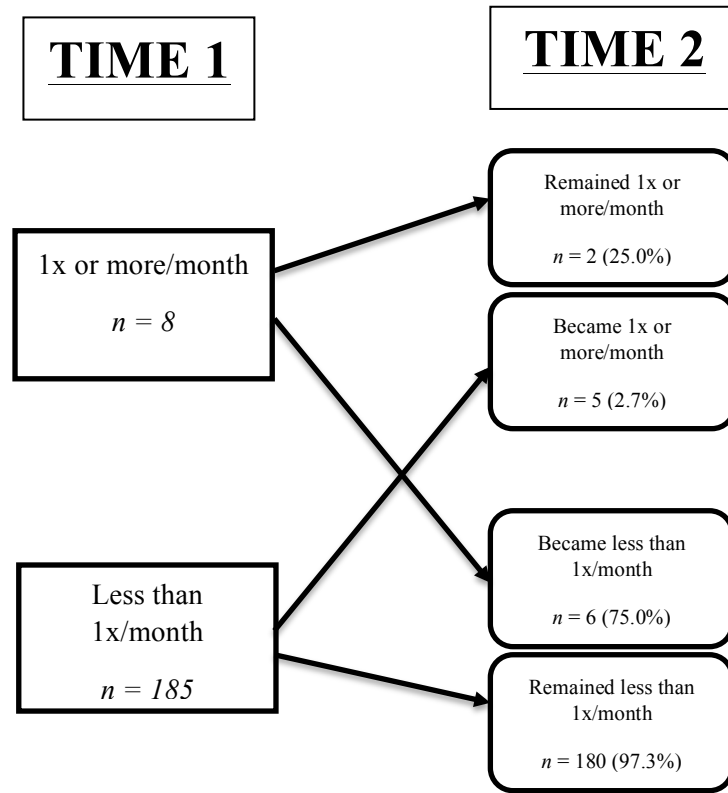 TIME 1
TIME 2
1x or more/month
n = 8
Less than
1x/month
n = 185
Remained 1x or
more/month
n = 2 (25.0%)
Became 1x or
more/month
n = 5 (2.7%)
Became less than
1x/month
n = 6 (75.0%)
Remained less than
1x/month
n = 180 (97.3%)